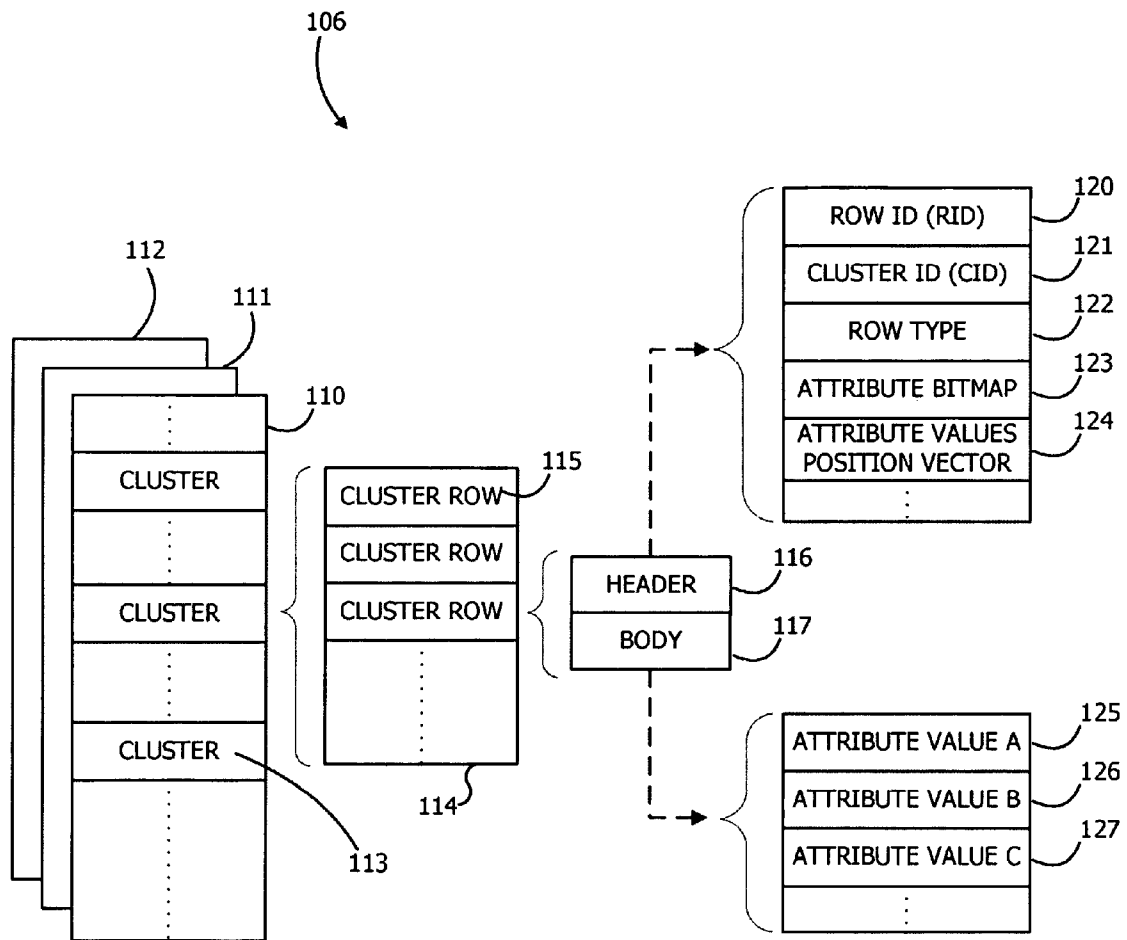 106
112
111
110
CLUSTER
CLUSTER
CLUSTER
113
CLUSTER ROW
CLUSTER ROW
CLUSTER ROW
115
114
HEADER
BODY
116
117
ROW ID (RID)
120
CLUSTER ID (CID)
121
ROW TYPE
122
ATTRIBUTE BITMAP
123
ATTRIBUTE VALUES
POSITION VECTOR
124
ATTRIBUTE VALUE A
125
ATTRIBUTE VALUE B
126
ATTRIBUTE VALUE C
127